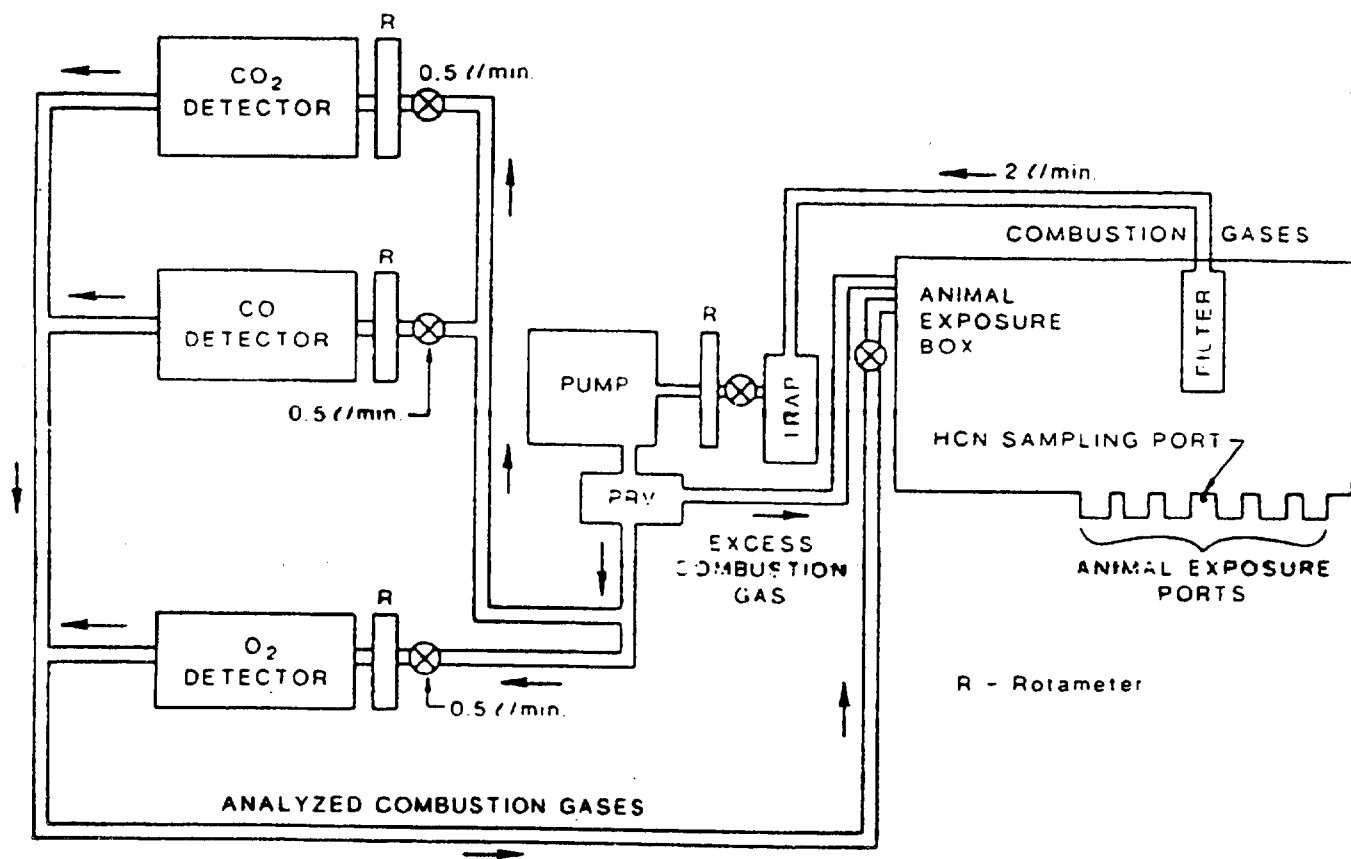 R
CO2
DETECTOR
0.5 ℓ/min.
2 ℓ/min.
COMBUSTION GASES
R
CO
DETECTOR
0.5 ℓ/min.
ANIMAL
EXPOSURE
BOX
FILTER
R
PUMP
TRAP
HCN SAMPLING PORT
PRV
EXCESS
COMBUSTION
GAS
ANIMAL EXPOSURE
PORTS
R
O2
DETECTOR
0.5 ℓ/min.
R - Rotameter
ANALYZED COMBUSTION GASES